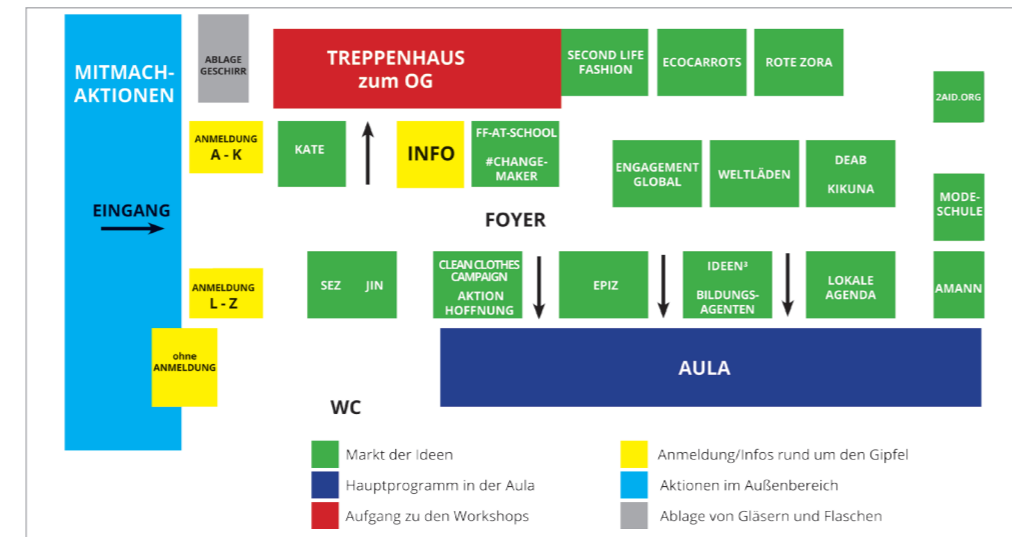 MITMACH-
AKTIONEN
EINGANG
ABLAGE
GESCHIRR
TREPPENHAUS
zum OG
SECOND LIFE
FASHION
ECOCARROTS
ROTE ZORA
2AID.ORG
ANMELDUNG
A - K
KATE
INFO
FF-AT-SCHOOL
#CHANGE-
MAKER
ENGAGEMENT
GLOBAL
WELTLÄDEN
DEAB
KIKUNA
MODE-
SCHULE
FOYER
ANMELDUNG
L - Z
SEZ JIN
CLEAN CLOTHES
CAMPAIGN
AKTION
HOFFNUNG
EPIZ
IDEEN³
BILDUNGS-
AGENTEN
LOKALE
AGENDA
AMANN
ohne
ANMELDUNG
AULA
WC
Markt der Ideen
Hauptprogramm in der Aula
Aufgang zu den Workshops
Anmeldung/Infos rund um den Gipfel
Aktionen im Außenbereich
Ablage von Gläsern und Flaschen